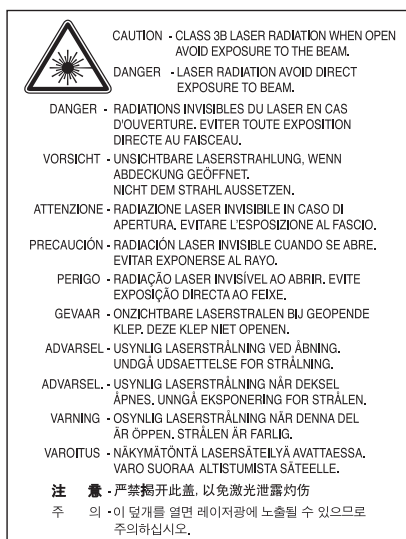 CAUTION - CLASS 3B LASER RADIATION WHEN OPEN
AVOID EXPOSURE TO THE BEAM.
DANGER - LASER RADIATION AVOID DIRECT
EXPOSURE TO BEAM.
DANGER - RADIATIONS INVISIBLES DU LASER EN CAS
D'OUVERTURE. EVITER TOUTE EXPOSITION
DIRECTE AU FAISCEAU.
VORSICHT - UNSICHTBARE LASERSTRAHLUNG, WENN
ABDECKUNG GEÖFFNET.
NICHT DEM STRAHL AUSSETZEN.
ATTENZIONE - RADIAZIONE LASER INVISIBILE IN CASO DI
APERTURA. EVITARE L'ESPOSIZIONE AL FASCIO.
PRECAUCIÓN - RADIACIÓN LASER INVISIBLE CUANDO SE ABRE.
EVITAR EXPONERSE AL RAYO.
PERIGO - RADIAÇÃO LASER INVISÍVEL AO ABRIR. EVITE
EXPOSIÇÃO DIRECTA AO FEIXE.
GEVAAR - ONZICHTBARE LASERSTRALEN BIJ GEOPENDE
KLEP. DEZE KLEP NIET OPENEN.
ADVARSEL - USYNLIG LASERSTRÅLNING VED ÅBNING.
UNDGÅ UDSAETTELSE FOR STRÅLNING.
ADVARSEL. - USYNLIG LASERSTRÅLNING NÅR DEKSEL
ÅPNES. UNNGÅ EKSPONERING FOR STRÅLEN.
VARNING - OSYNLIG LASERSTRÅLNING NÄR DENNA DEL
ÄR ÖPPEN. STRÅLEN ÄR FARLIG.
VAROITUS - NÄKYMÄTÖNTÄ LASERSÄTEILYÄ AVATTAESSA.
VARO SUORAA ALTISTUMISTA SÄTEELLE.
注 意 - 严禁揭开此盖, 以免激光泄露灼伤
주 의 - 이 덮개를 열면 레이저광에 노출될 수 있으므로
주의하십시오.